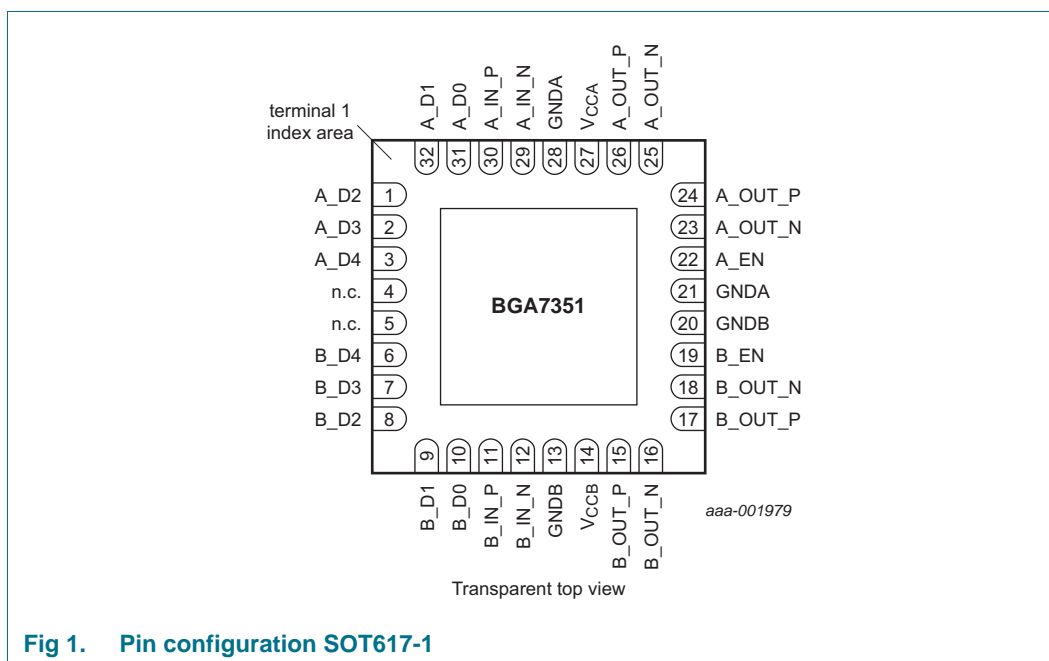 A_D1
A_D0
A_IN_P
A_IN_N
GNDA
VCCA
A_OUT_P
A_OUT_N
terminal 1
index area
32
31
30
29
28
27
26
25
A_D2 1
A_D3 2
A_D4 3
n.c. 4
n.c. 5
B_D4 6
B_D3 7
B_D2 8
BGA7351
24 A_OUT_P
23 A_OUT_N
22 A_EN
21 GNDA
20 GNDB
19 B_EN
18 B_OUT_N
17 B_OUT_P
9
10
11
12
13
14
15
16
B_D1
B_D0
B_IN_P
B_IN_N
GNDB
VCCB
B_OUT_P
B_OUT_N
aaa-001979
Transparent top view
Fig 1. Pin configuration SOT617-1